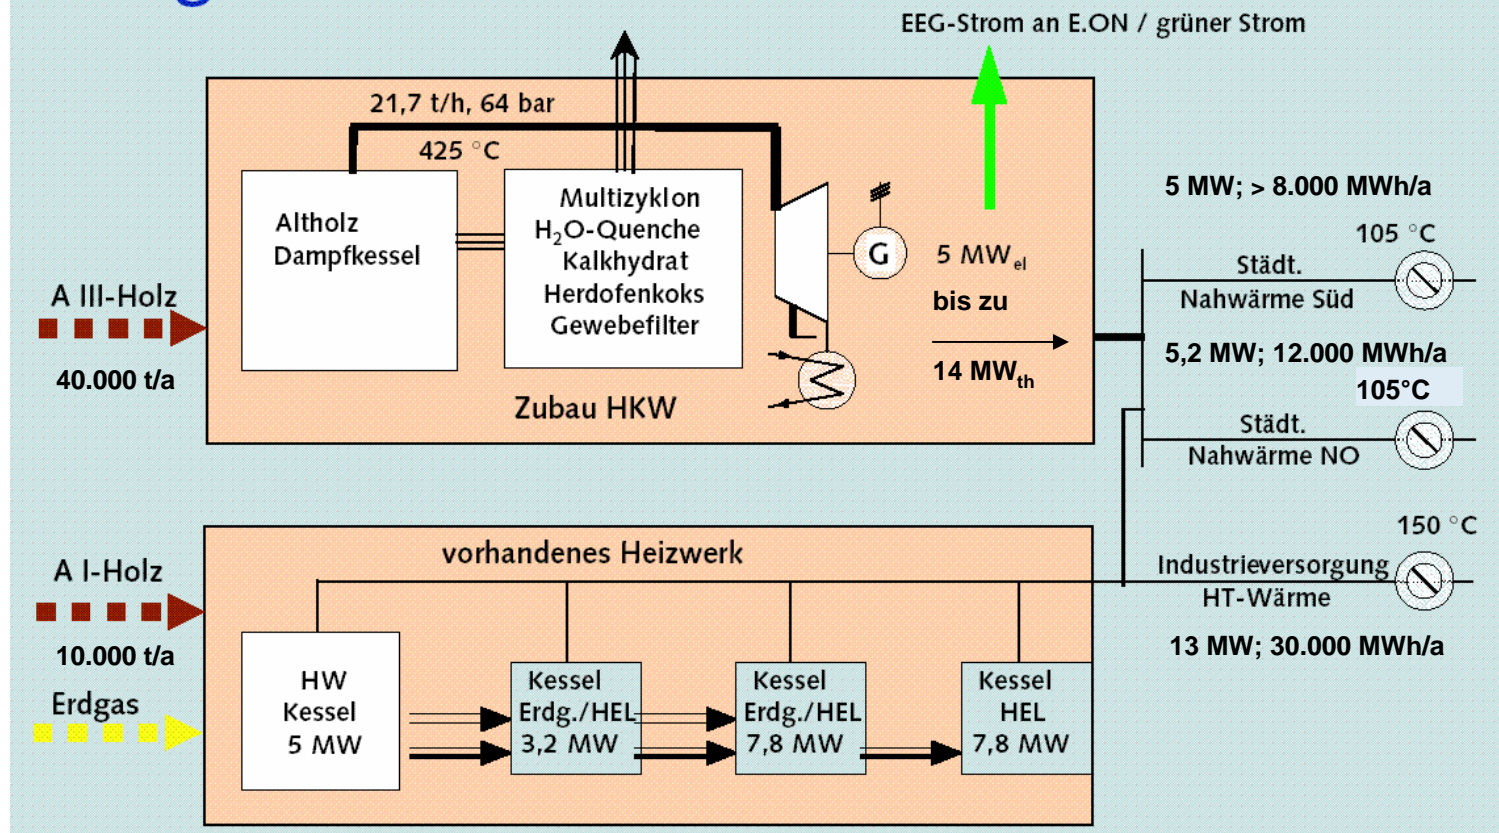 EEG-Strom an E.ON / grüner Strom
21,7 t/h, 64 bar
425 °C
Altholz
Dampfkessel
Multizyklon
H₂O-Quenche
Kalkhydrat
Herdofenkoks
Gewebefilter
G
5 MWel
bis zu
14 MWth
Zubau HKW
A III-Holz
40.000 t/a
5 MW; > 8.000 MWh/a
105 °C
Städt.
Nahwärme Süd
5,2 MW; 12.000 MWh/a
105°C
Städt.
Nahwärme NO
150 °C
Industrieversorgung
HT-Wärme
13 MW; 30.000 MWh/a
vorhandenes Heizwerk
A I-Holz
10.000 t/a
Erdgas
HW
Kessel
5 MW
Kessel
Erdg./HEL
3,2 MW
Kessel
Erdg./HEL
7,8 MW
Kessel
HEL
7,8 MW